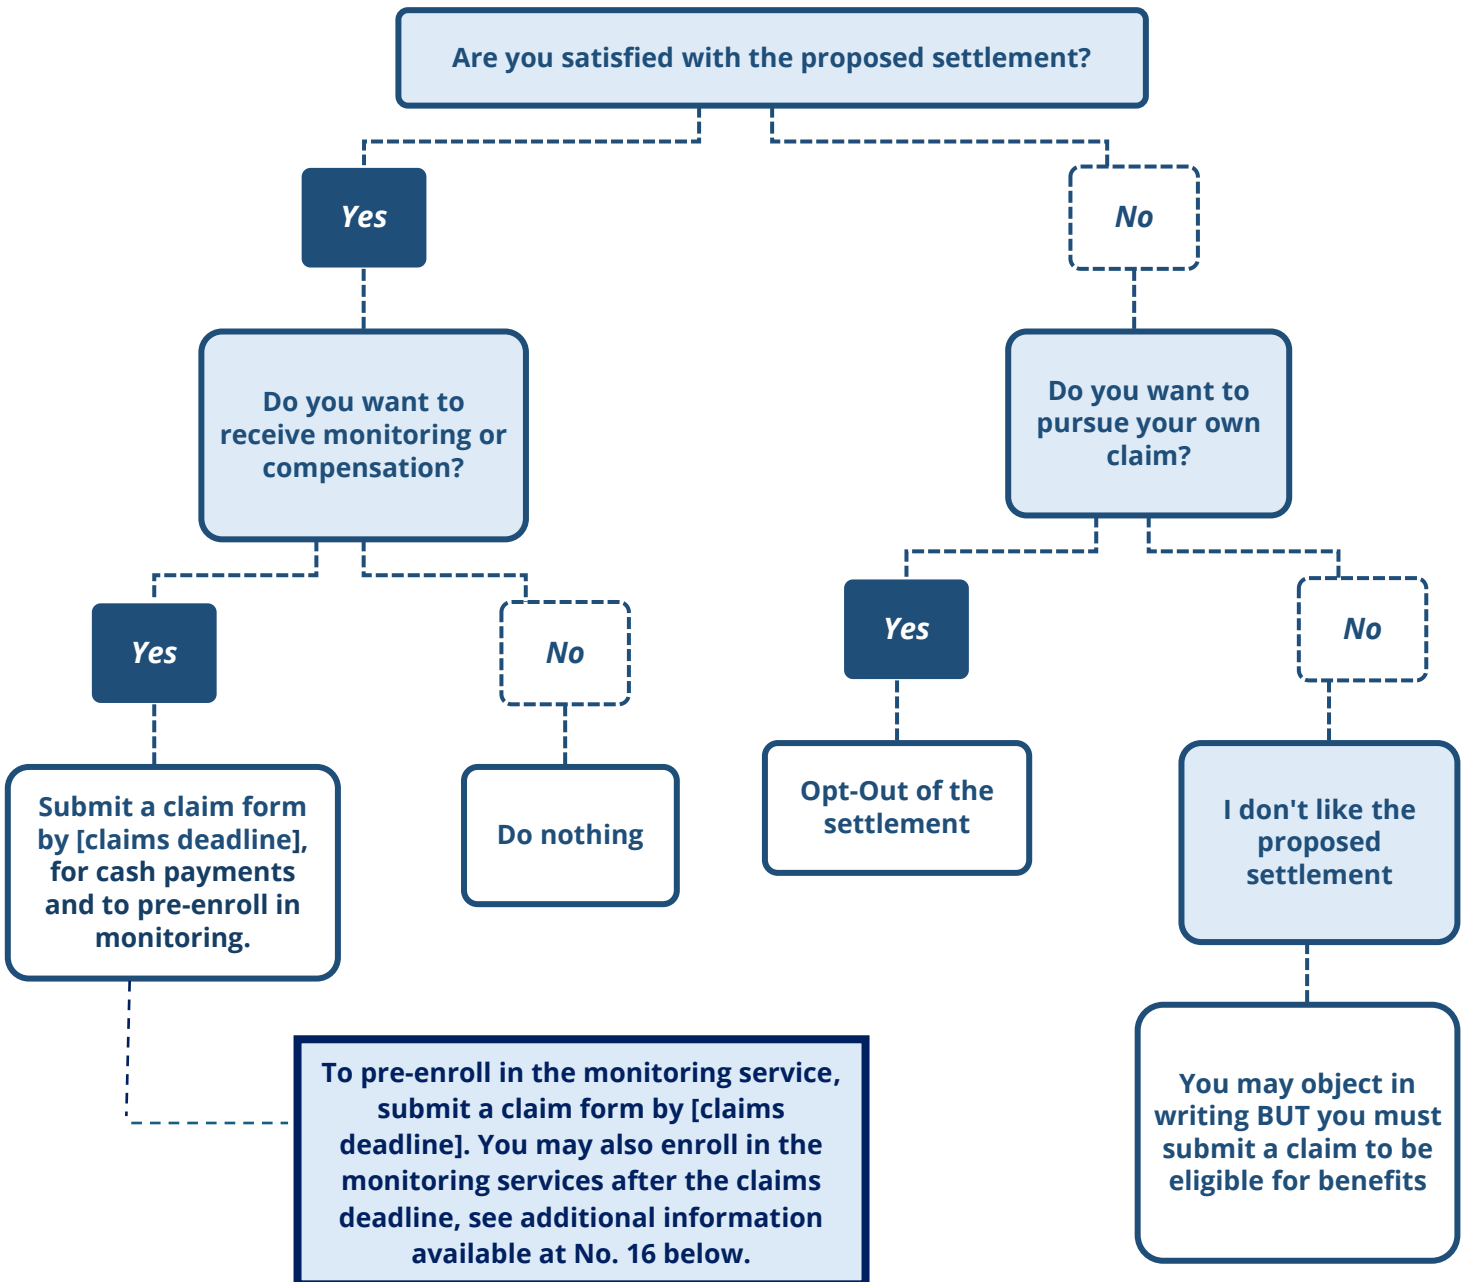 Are you satisfied with the proposed settlement?
Yes
No
Do you want to
receive monitoring or
compensation?
Do you want to
pursue your own
claim?
Yes
No
Yes
No
Submit a claim form
by [claims deadline],
for cash payments
and to pre-enroll in
monitoring.
Do nothing
Opt-Out of the
settlement
I don't like the
proposed
settlement
To pre-enroll in the monitoring service,
submit a claim form by [claims
deadline]. You may also enroll in the
monitoring services after the claims
deadline, see additional information
available at No. 16 below.
You may object in
writing BUT you must
submit a claim to be
eligible for benefits